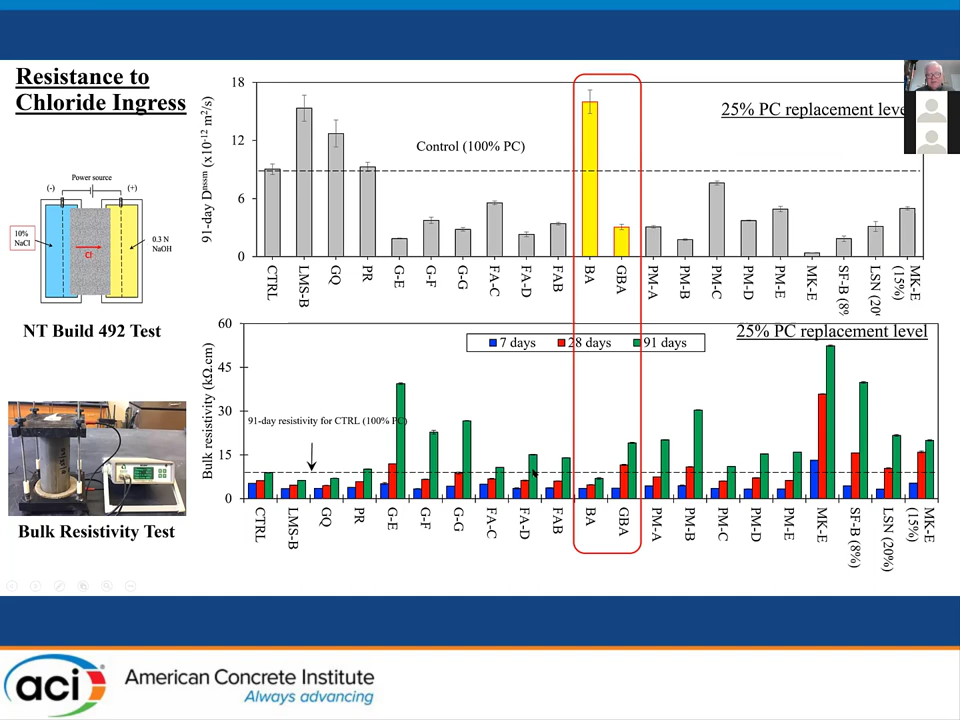 Resistance to
Chloride Ingress
Power source
(-)
(+)
10%
NaCl
Cl
0.3 N
NaOH
NT Build 492 Test
Bulk Resistivity Test
91-day Dnssm (x10-12 m2/s)
18
12
6
0
25% PC replacement leve
Control (100% PC)
CTRL
LMS-B
GQ
PR
G-E
G-F
G-G
FA-C
FA-D
FAB
BA
GBA
PM-A
PM-B
PM-C
PM-D
PM-E
MK-E
SF-B (8%
LSN (20
MK-E
(15%)
Bulk resistivity (kΩ.cm)
60
45
30
15
0
25% PC replacement level
7 days
28 days
91 days
91-day resistivity for CTRL (100% PC)
CTRL
LMS-B
GQ
PR
G-E
G-F
G-G
FA-C
FA-D
FAB
BA
GBA
PM-A
PM-B
PM-C
PM-D
PM-E
MK-E
SF-B (8%)
LSN (20%)
MK-E
(15%)
aci
American Concrete Institute
Always advancing